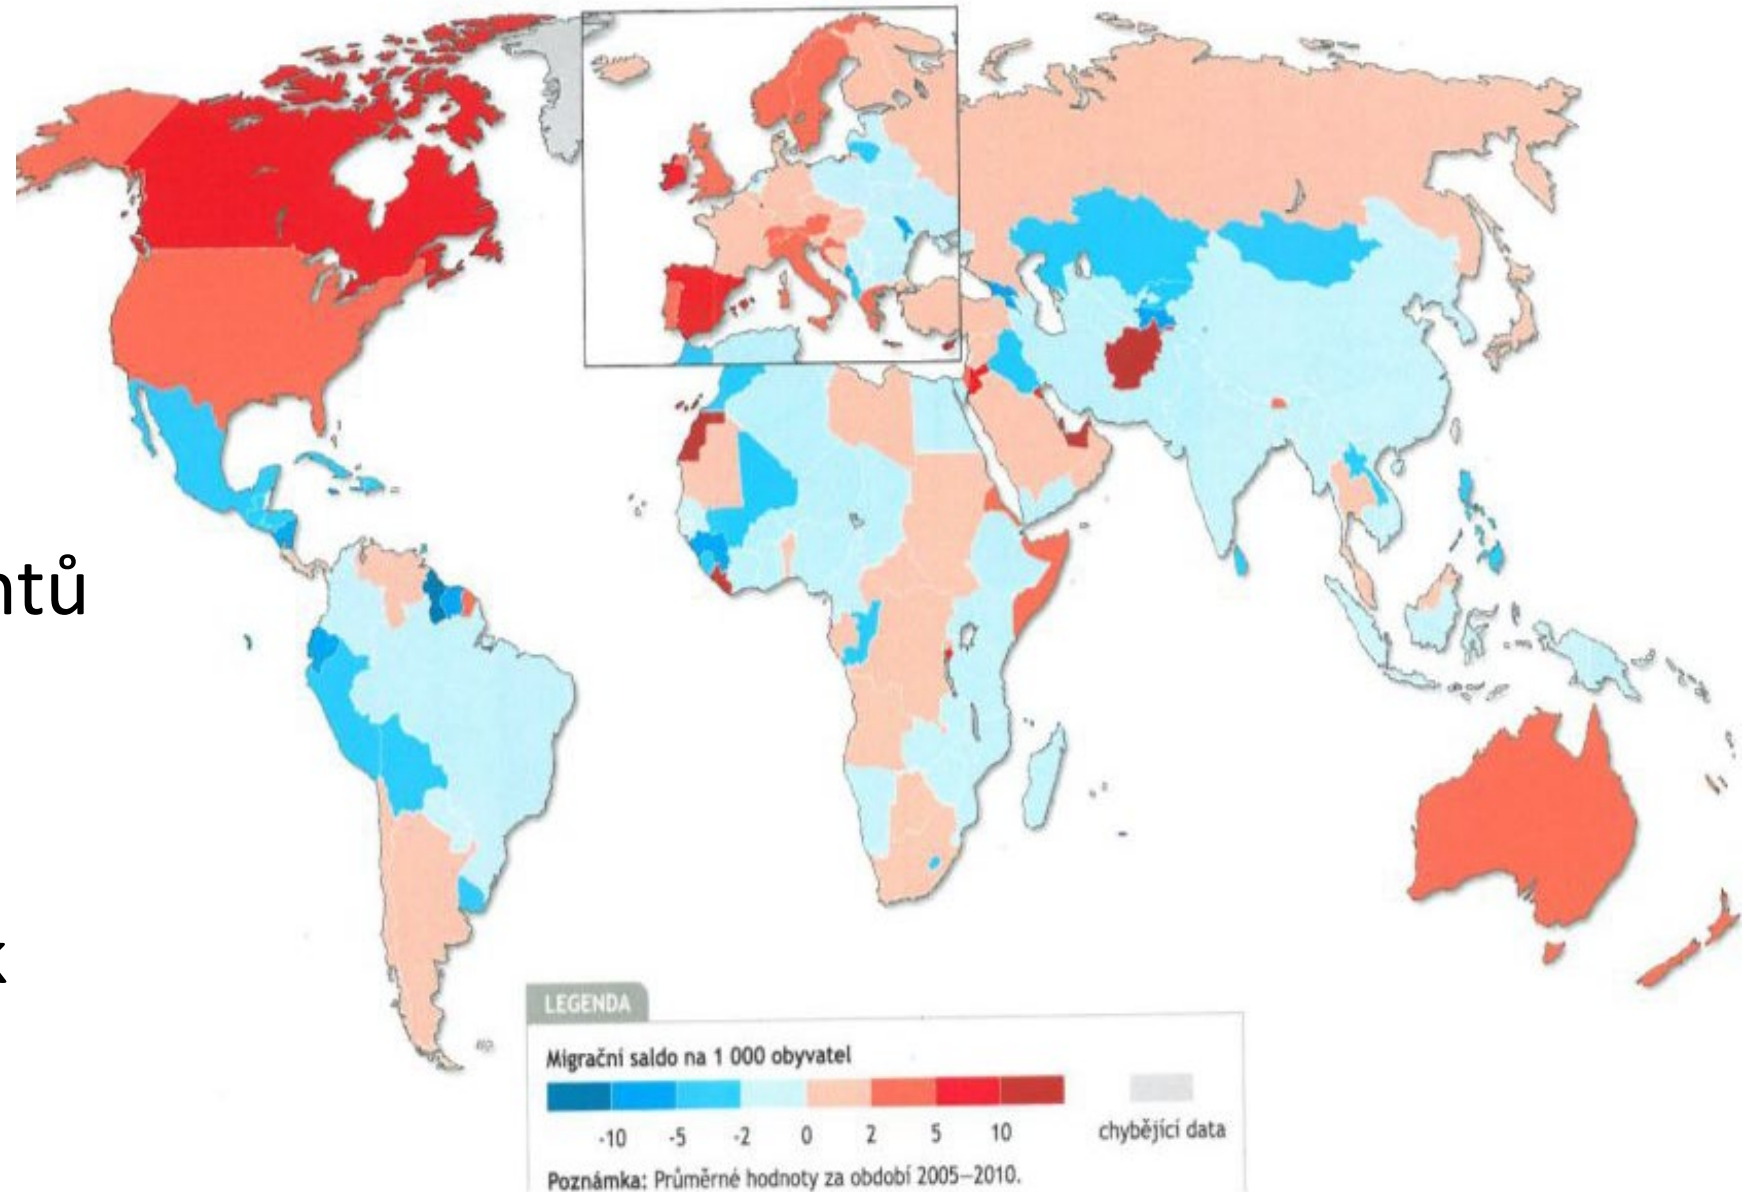 ntů
k
LEGENDA
Migrační saldo na 1 000 obyvatel
-10 -5 -2 0 2 5 10
chybějící data
Poznámka: Průměrné hodnoty za období 2005–2010.